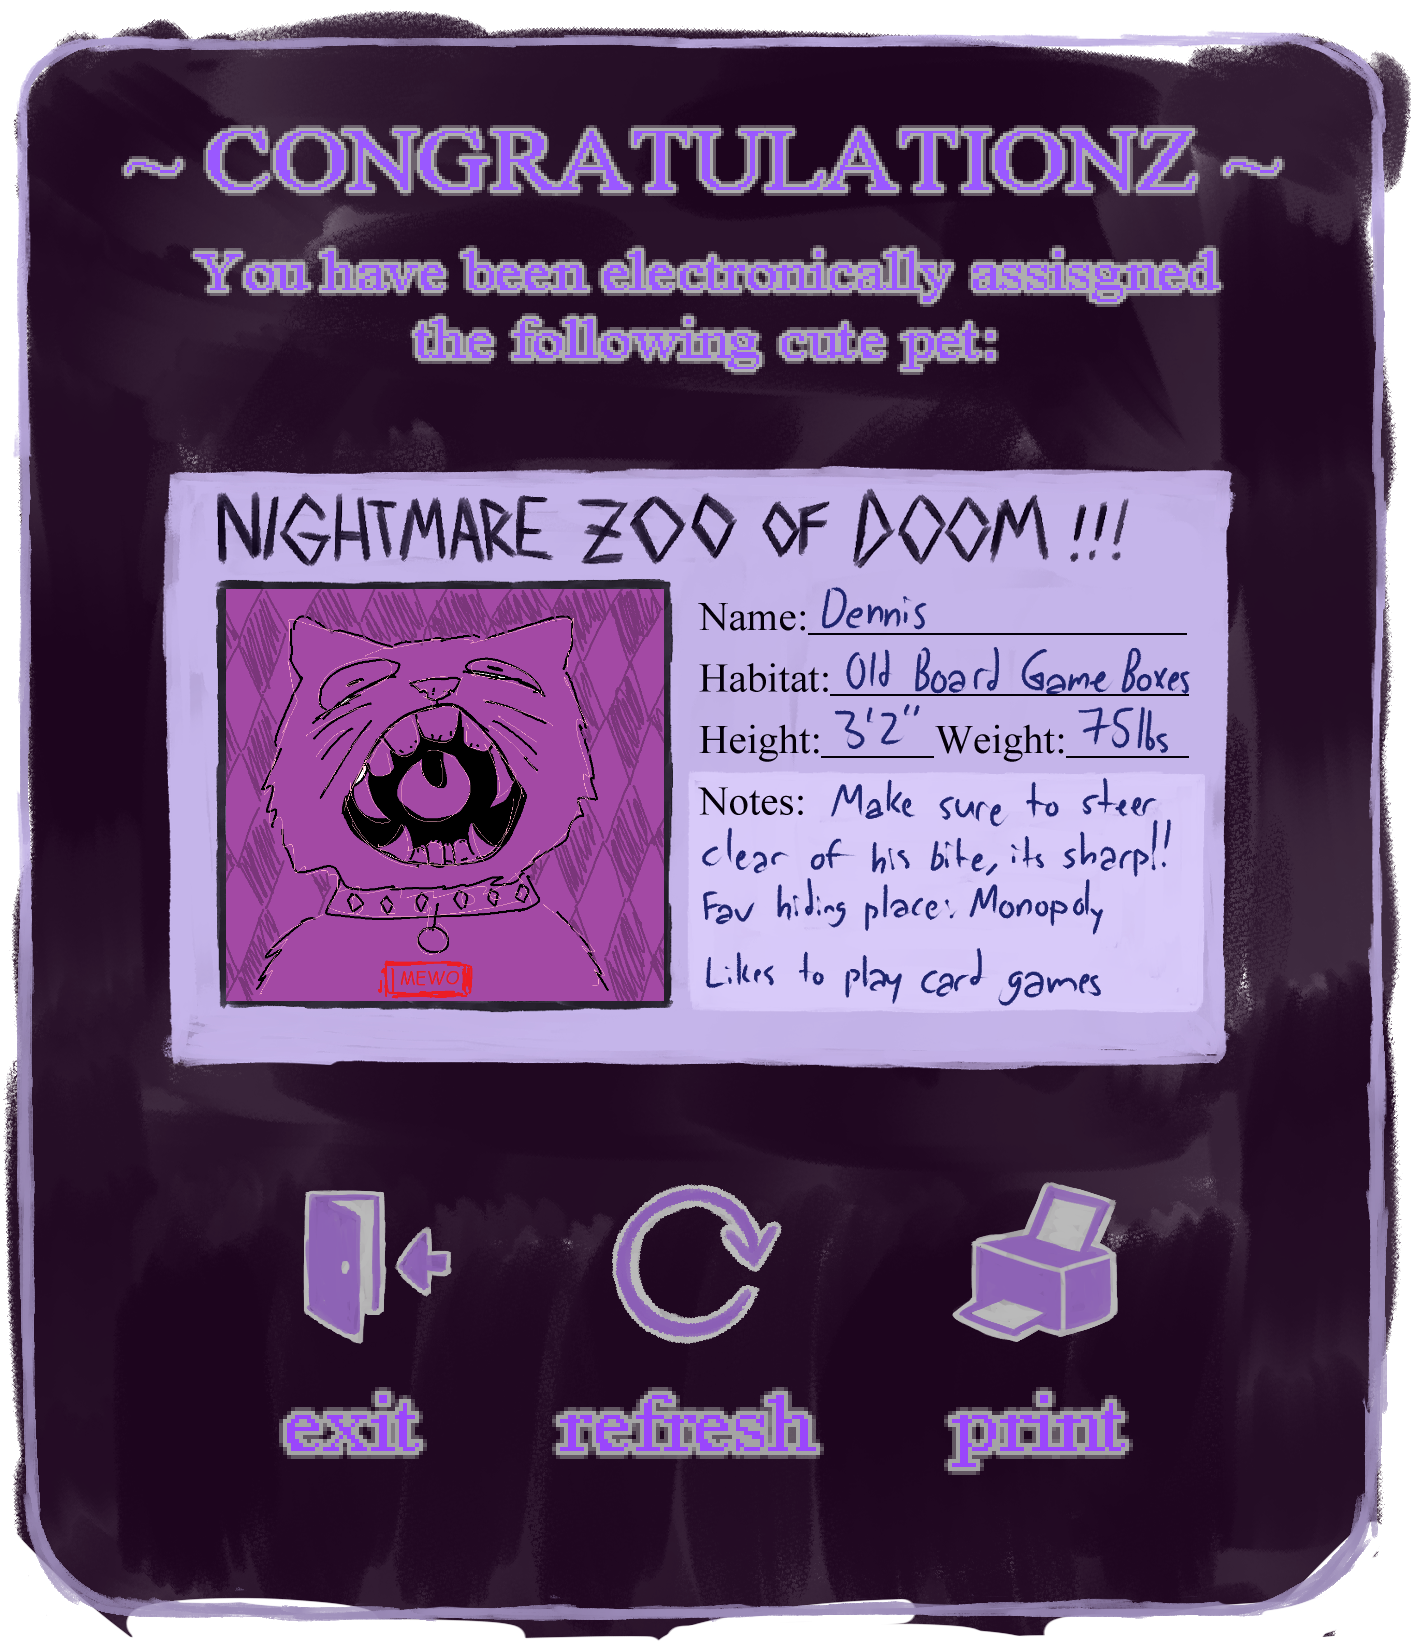 ~ CONGRATULATIONZ ~
You have been electronically assisgned
the following cute pet:
NIGHTMARE ZOO OF DOOM !!!
Name: Dennis
Habitat: Old Board Game Boxes
Height: 3'2" Weight: 75lbs
Notes: Make sure to steer
clear of his bite, its sharp!!
Fav hiding place: Monopoly
Likes to play card games
MEWO
exit refresh print